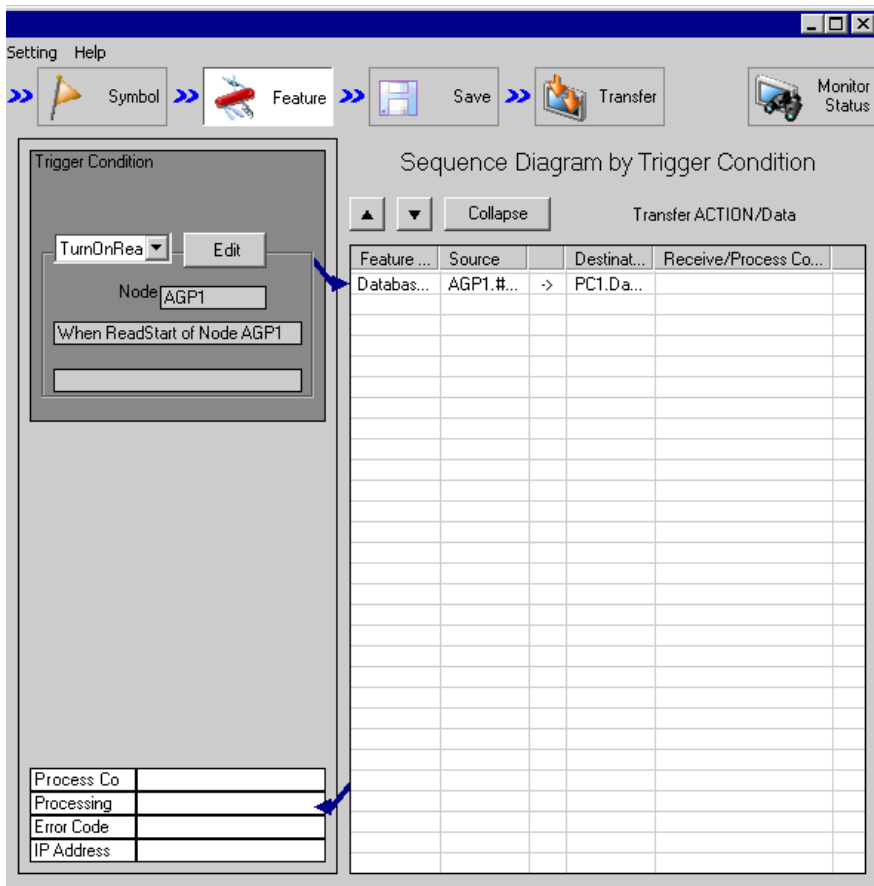 Setting Help
Symbol Feature Save Transfer Monitor Status
Trigger Condition
Sequence Diagram by Trigger Condition
Collapse Transfer ACTION/Data
TurnOnRea Edit
Feature ... Source Destinat... Receive/Process Co...
Databas... AGP1.#... -> PC1.Da...
Node AGP1
When ReadStart of Node AGP1
Process Co
Processing
Error Code
IP Address